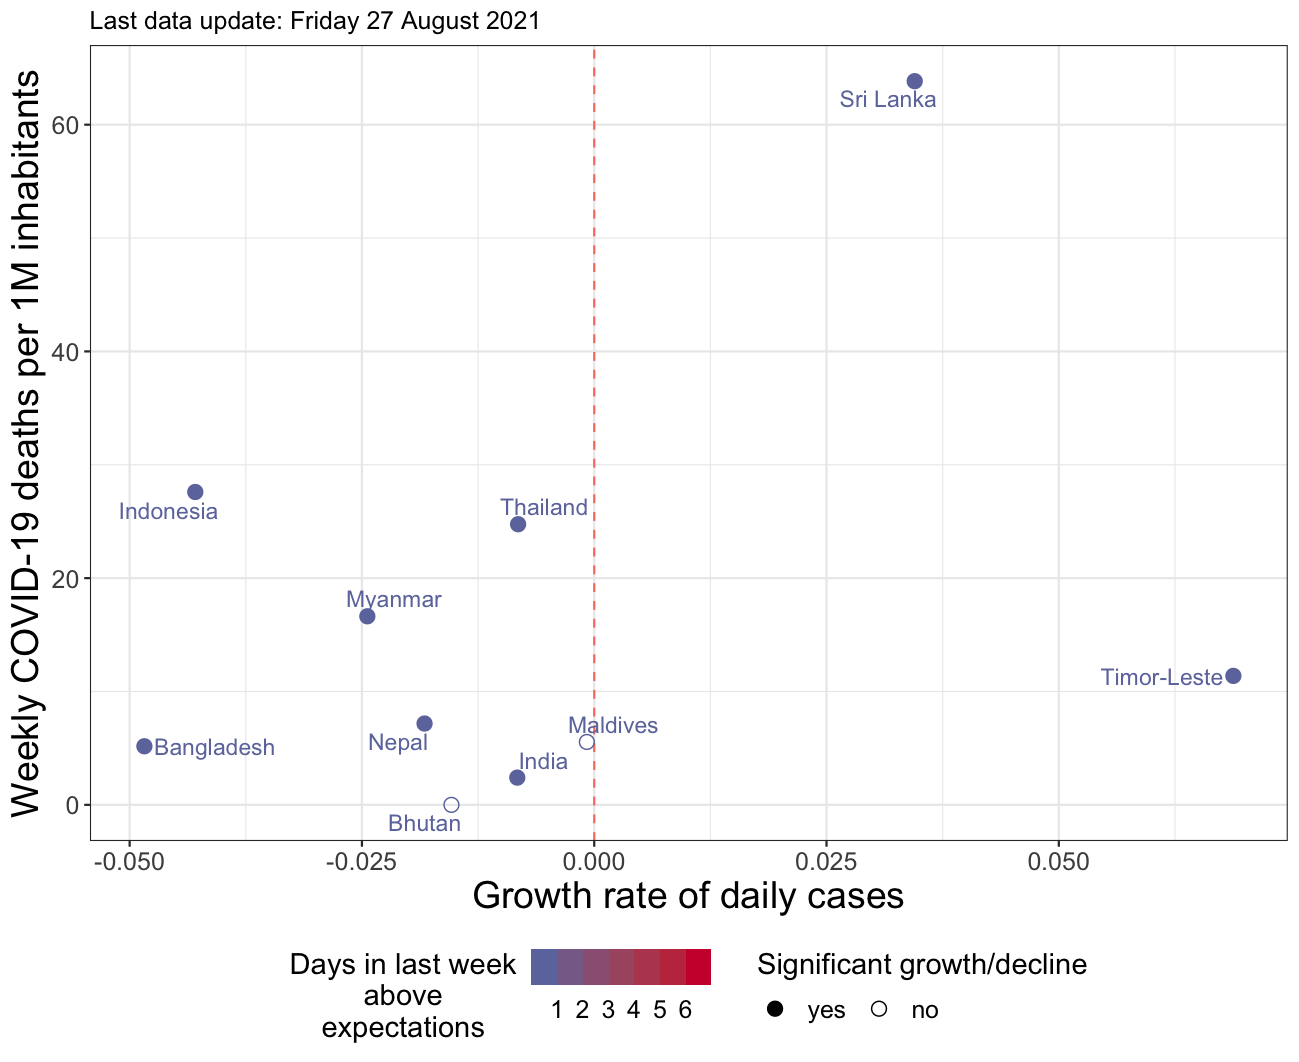 Last data update: Friday 27 August 2021
Weekly COVID-19 deaths per 1M inhabitants
60
40
20
0
Sri Lanka
Indonesia
Thailand
Myanmar
Timor-Leste
Maldives
Nepal
Bangladesh
India
Bhutan
-0.050 -0.025 0.000 0.025 0.050
Growth rate of daily cases
Days in last week
above
expectations
1 2 3 4 5 6
Significant growth/decline
yes no